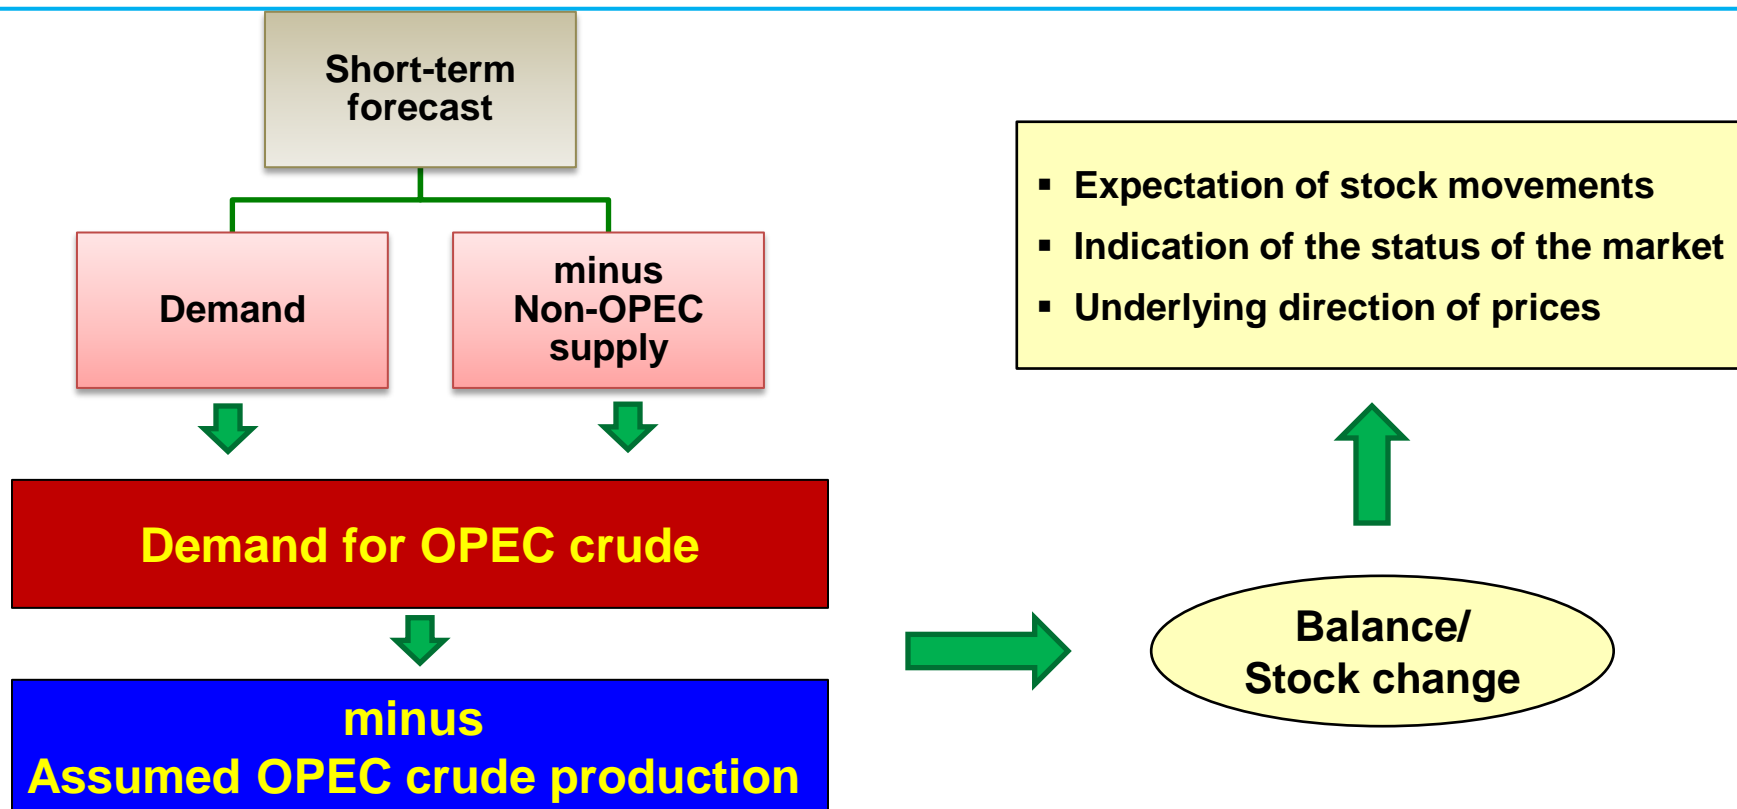 Short-term
forecast
Demand
minus
Non-OPEC
supply
Demand for OPEC crude
minus
Assumed OPEC crude production
▪ Expectation of stock movements
▪ Indication of the status of the market
▪ Underlying direction of prices
Balance/
Stock change